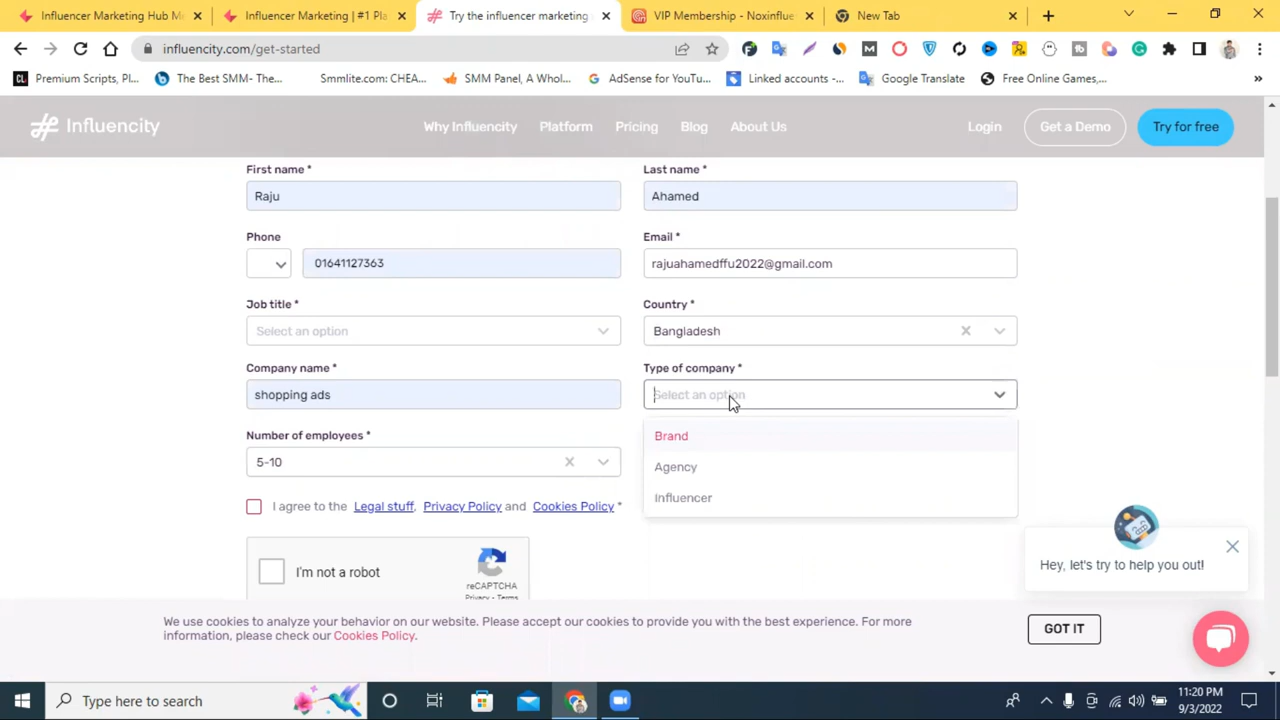 Influencer Marketing Hub M
Influencer Marketing | #1 Pla
Try the influencer marketing
VIP Membership - Noxinfluen
New Tab
influencity.com/get-started
Premium Scripts, Pl...
The Best SMM- The...
Smmlite.com: CHEA...
SMM Panel, A Whol...
AdSense for YouTu...
Linked accounts -...
Google Translate
Free Online Games,...
Influencity
Why Influencity
Platform
Pricing
Blog
About Us
Login
Get a Demo
Try for free
First name *
Last name *
Raju
Ahamed
Phone
Email *
01641127363
rajuahamedffu2022@gmail.com
Job title *
Country *
Select an option
Bangladesh
Company name *
Type of company *
shopping ads
Select an option
Number of employees *
Brand
5-10
Agency
Influencer
I agree to the Legal stuff, Privacy Policy and Cookies Policy *
I'm not a robot
reCAPTCHA
Privacy - Terms
Hey, let's try to help you out!
We use cookies to analyze your behavior on our website. Please accept our cookies to provide you with the best experience. For more
information, please check our Cookies Policy.
GOT IT
Type here to search
11:20 PM
9/3/2022